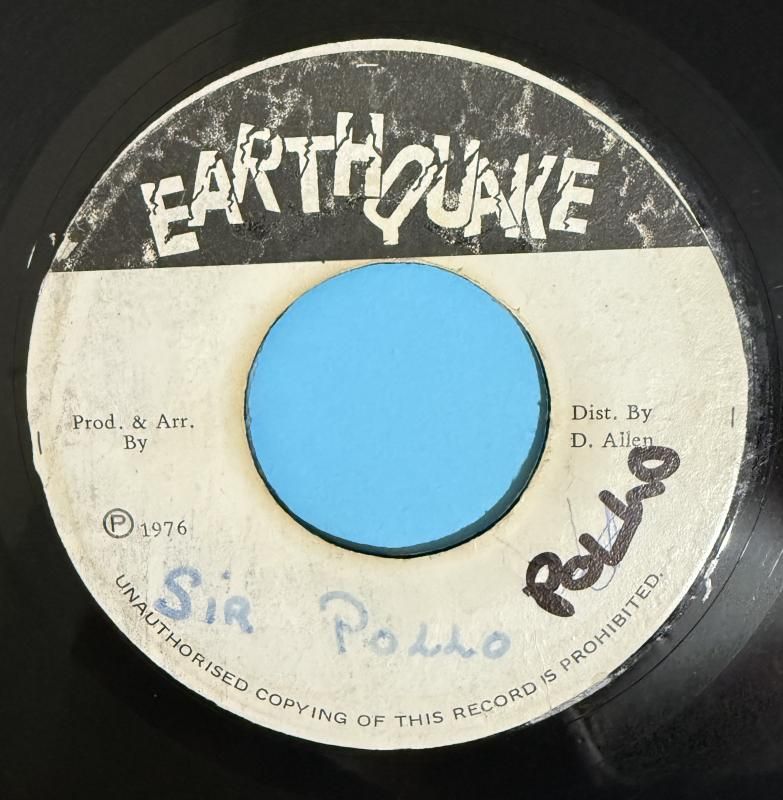 EARTHQUAKE
Prod. & Arr.
By
Dist. By
D. Allen
℗ 1976
Pollo
Sir Pollo
UNAUTHORISED COPYING OF THIS RECORD IS PROHIBITED.